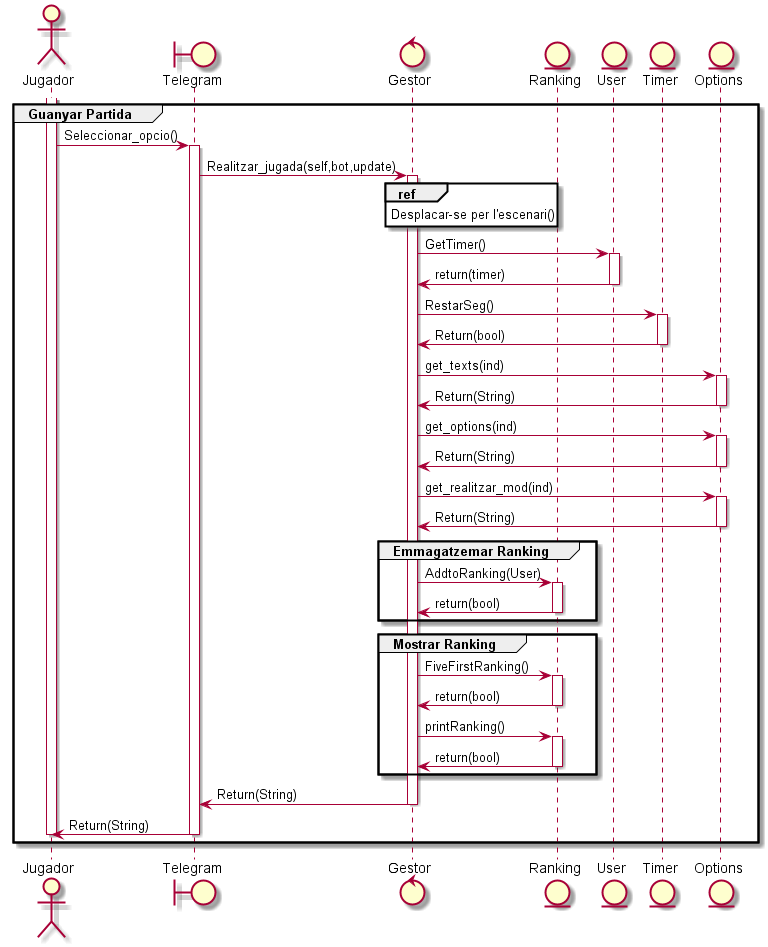 Jugador Telegram Gestor Ranking User Timer Options
Guanyar Partida
Seleccionar_opcio()
Realitzar_jugada(self,bot,update)
ref
Desplacar-se per l'escenari()
GetTimer()
return(timer)
RestarSeg()
Return(bool)
get_texts(ind)
Return(String)
get_options(ind)
Return(String)
get_realitzar_mod(ind)
Return(String)
Emmagatzemar Ranking
AddtoRanking(User)
return(bool)
Mostrar Ranking
FiveFirstRanking()
return(bool)
printRanking()
return(bool)
Return(String)
Return(String)
Jugador Telegram Gestor Ranking User Timer Options